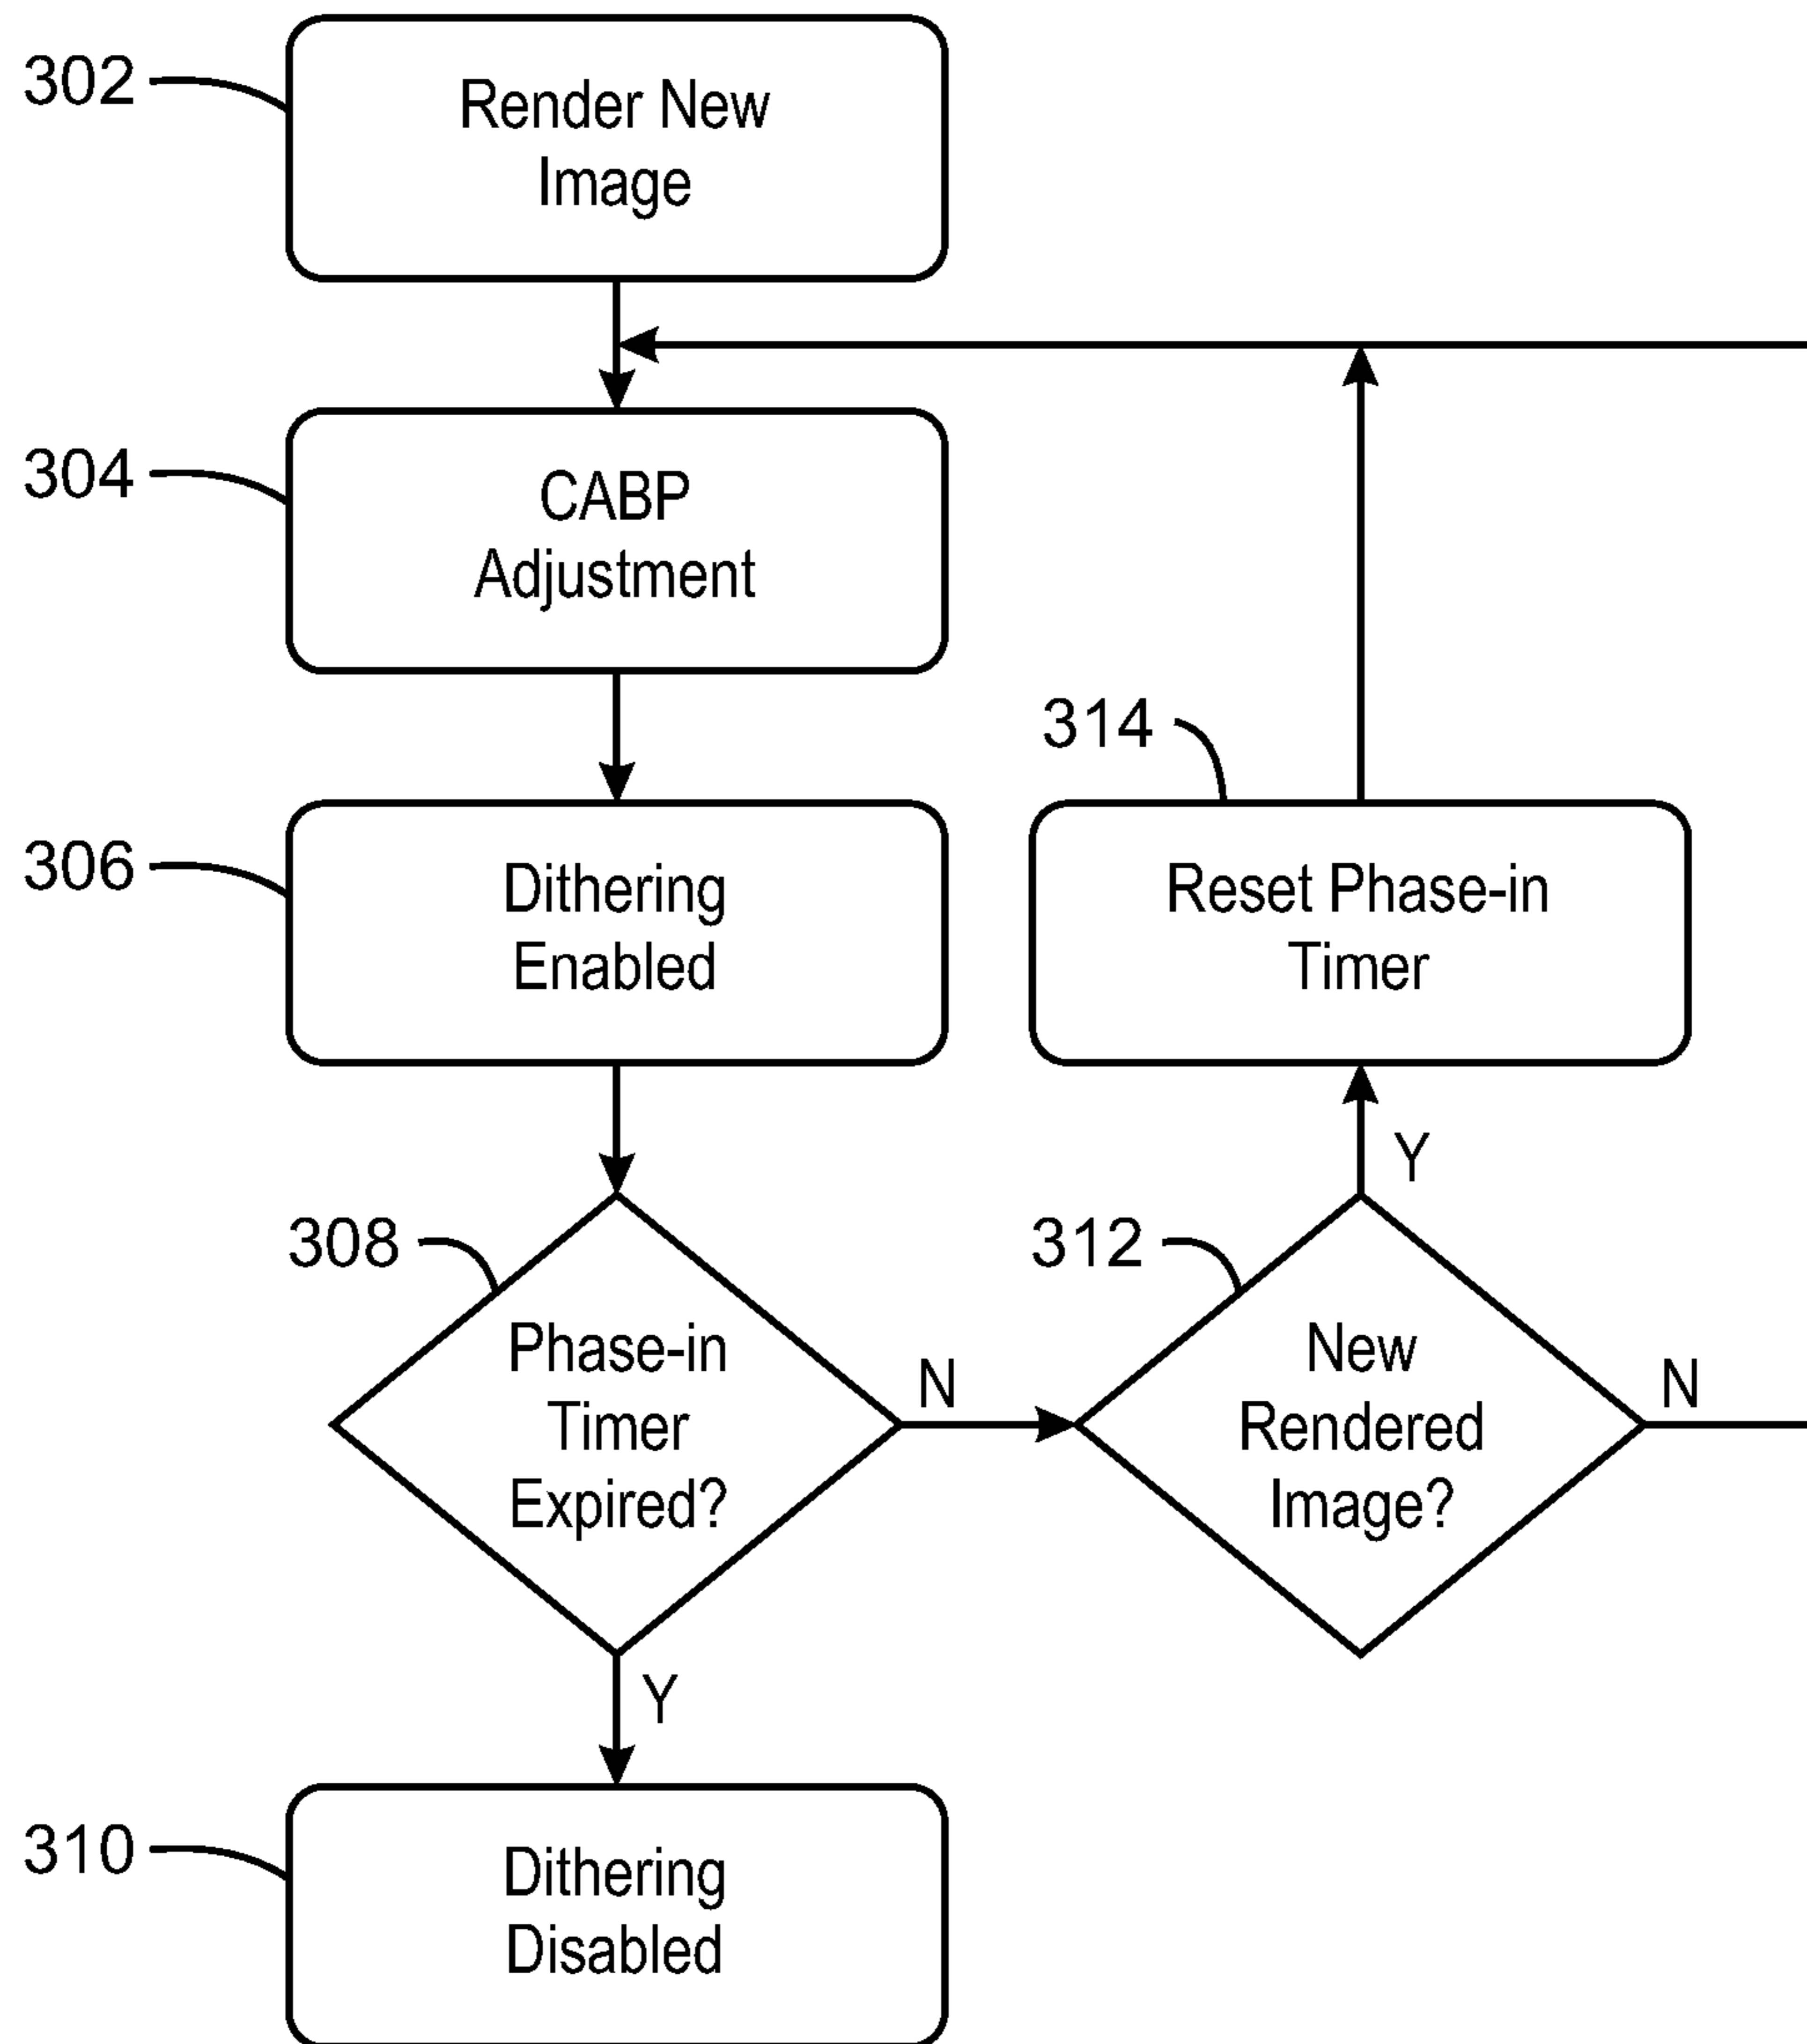 302
Render New
Image
304
CABP
Adjustment
314
306
Dithering
Enabled
Reset Phase-in
Timer
Y
308
312
Phase-in
Timer
Expired?
N
New
Rendered
Image?
N
Y
310
Dithering
Disabled